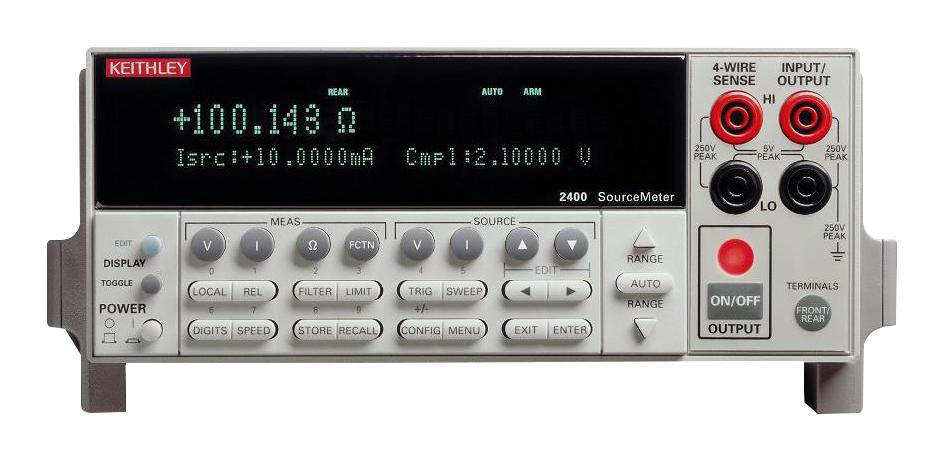 KEITHLEY
REAR AUTO ARM
+100.143 Ω
Isrc:+10.0000mA Cmpl:2.10000 V
2400 SourceMeter
4-WIRE SENSE
INPUT/ OUTPUT
HI
250V PEAK
5V PEAK
250V PEAK
LO
250V PEAK
MEAS
SOURCE
EDIT
DISPLAY
TOGGLE
POWER
V I Ω FCTN V I
0 1 2 3 4 5
EDIT
RANGE
AUTO
RANGE
LOCAL REL FILTER LIMIT TRIG SWEEP
6 7 8 9 +/-
DIGITS SPEED STORE RECALL CONFIG MENU EXIT ENTER
ON/OFF
OUTPUT
TERMINALS
FRONT/ REAR